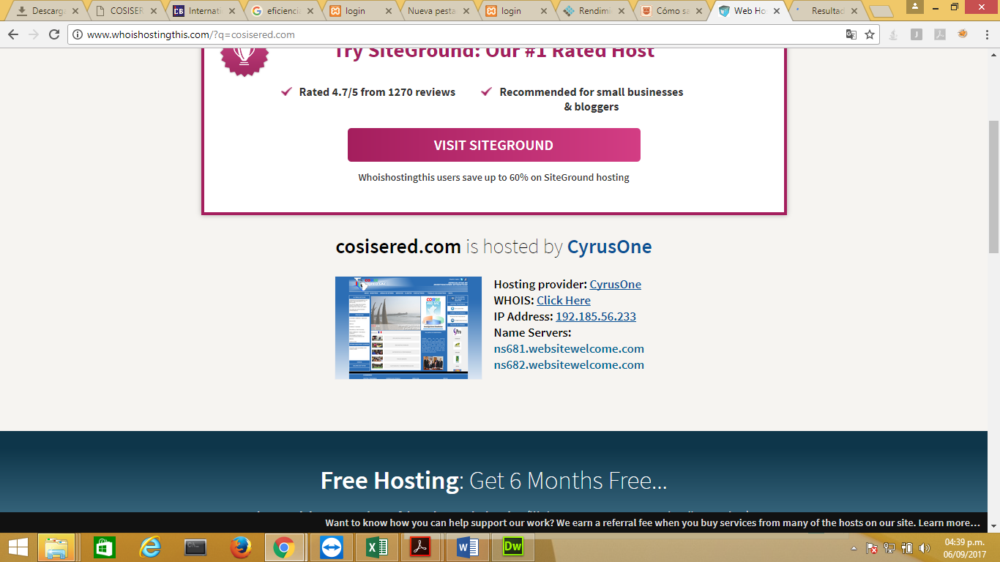 Descarga
COSISER
Internati
eficiencia
login
Nueva pesta
login
Rendimi
Cómo sa
Web Ho
Resultad
www.whoishostingthis.com/?q=cosisered.com
Try SiteGround: Our #1 Rated Host
Rated 4.7/5 from 1270 reviews
Recommended for small businesses
& bloggers
VISIT SITEGROUND
Whoishostingthis users save up to 60% on SiteGround hosting
cosisered.com is hosted by CyrusOne
Hosting provider: CyrusOne
WHOIS: Click Here
IP Address: 192.185.56.233
Name Servers:
ns681.websitewelcome.com
ns682.websitewelcome.com
Free Hosting: Get 6 Months Free...
Want to know how you can help support our work? We earn a referral fee when you buy services from many of the hosts on our site. Learn more...
Dw
04:39 p.m.
06/09/2017